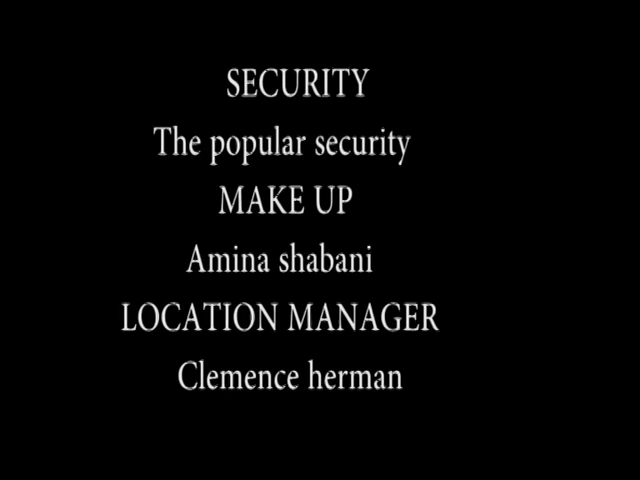 SECURITY
The popular security
MAKE UP
Amina shabani
LOCATION MANAGER
Clemence herman